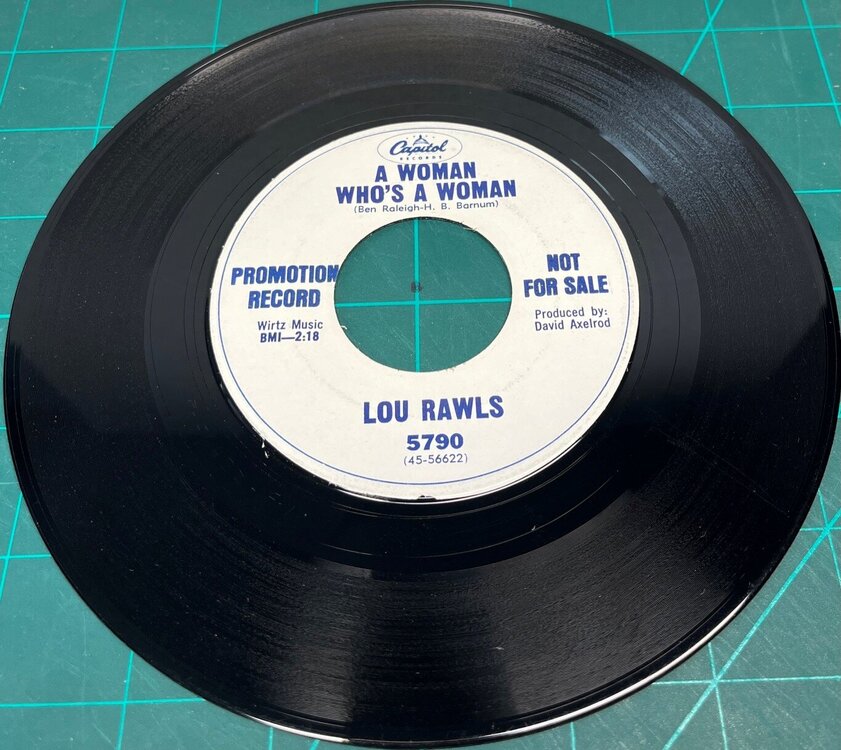 Capitol
RECORDS
A WOMAN
WHO'S A WOMAN
(Ben Raleigh-H. B. Barnum)
PROMOTION
RECORD
Wirtz Music
BMI—2:18
NOT
FOR SALE
Produced by:
David Axelrod
LOU RAWLS
5790
(45-56622)